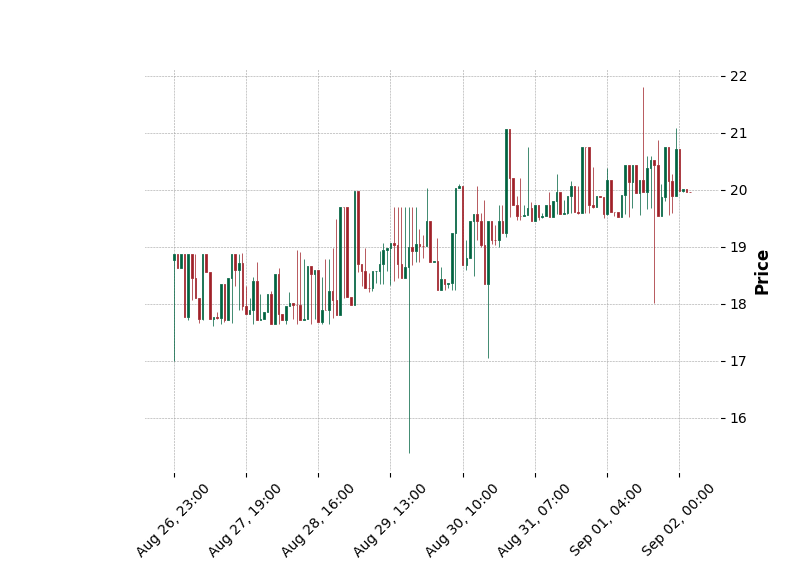 22
21
20
19
18
17
16
Price
Aug 26, 23:00
Aug 27, 19:00
Aug 28, 16:00
Aug 29, 13:00
Aug 30, 10:00
Aug 31, 07:00
Sep 01, 04:00
Sep 02, 00:00